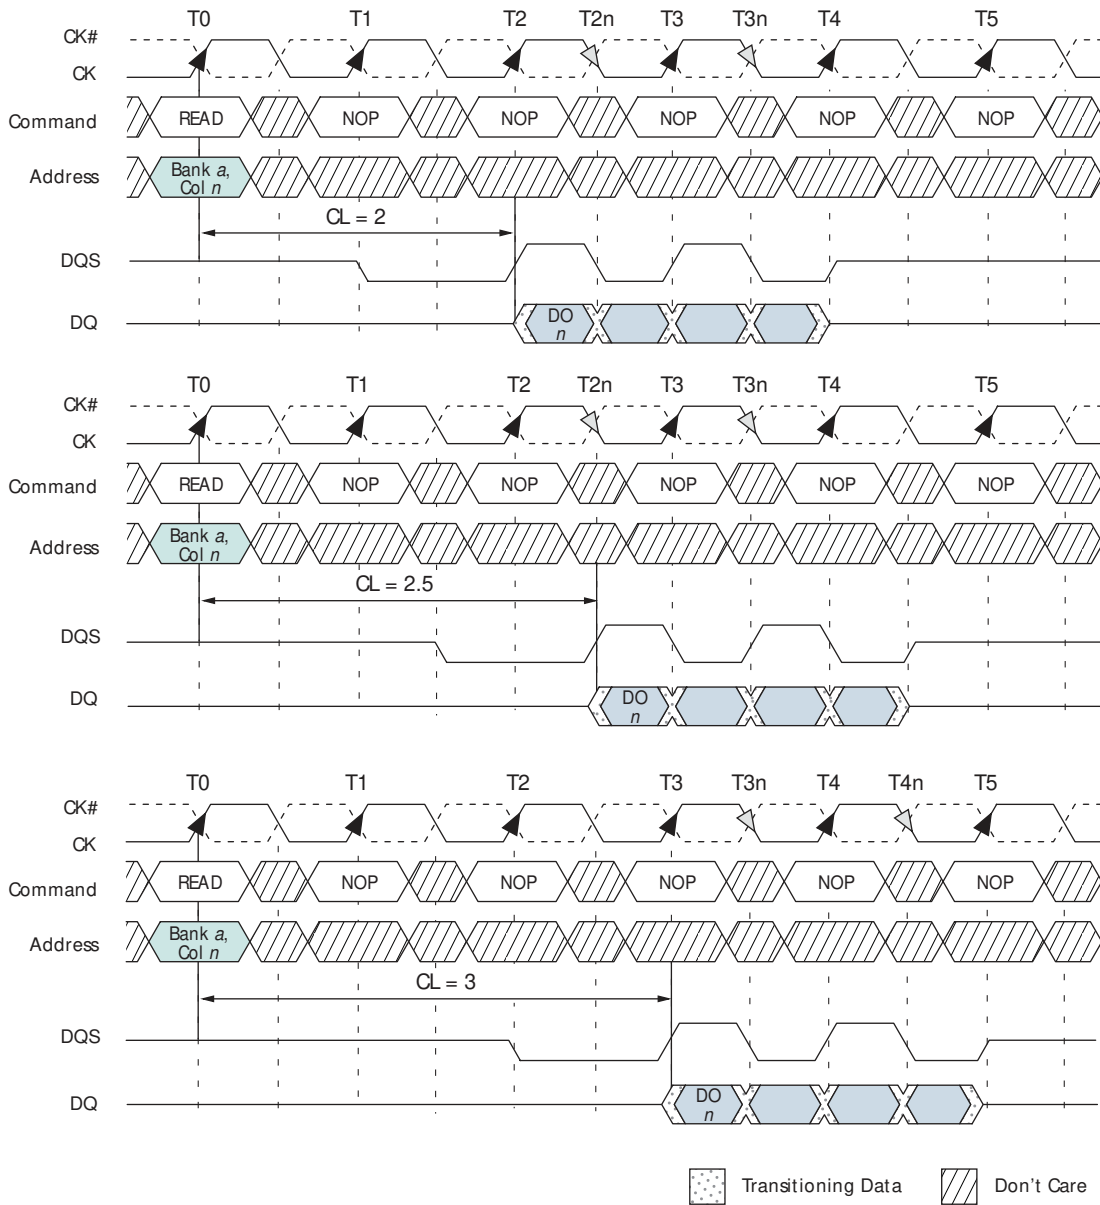 T0 T1 T2 T2n T3 T3n T4 T5
CK#
CK
Command READ NOP NOP NOP NOP NOP
Address Bank a,
Col n
CL = 2
DQS
DQ DO
n
T0 T1 T2 T2n T3 T3n T4 T5
CK#
CK
Command READ NOP NOP NOP NOP NOP
Address Bank a,
Col n
CL = 2.5
DQS
DQ DO
n
T0 T1 T2 T3 T3n T4 T4n T5
CK#
CK
Command READ NOP NOP NOP NOP NOP
Address Bank a,
Col n
CL = 3
DQS
DQ DO
n
Transitioning Data Don't Care